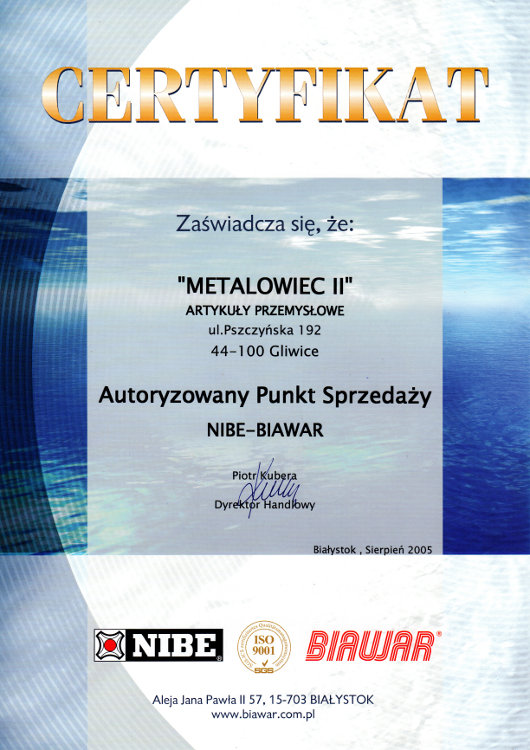 CERTYFIKAT
Zaświadcza się, że:
"METALOWIEC II"
ARTYKUŁY PRZEMYSŁOWE
ul.Pszczyńska 192
44-100 Gliwice
Autoryzowany Punkt Sprzedaży
NIBE-BIAWAR
Piotr Kubera
Dyrektor Handlowy
Białystok , Sierpień 2005
NIBE
ISO
9001
SGS
BIAWAR®
Aleja Jana Pawła II 57, 15-703 BIAŁYSTOK
www.biawar.com.pl